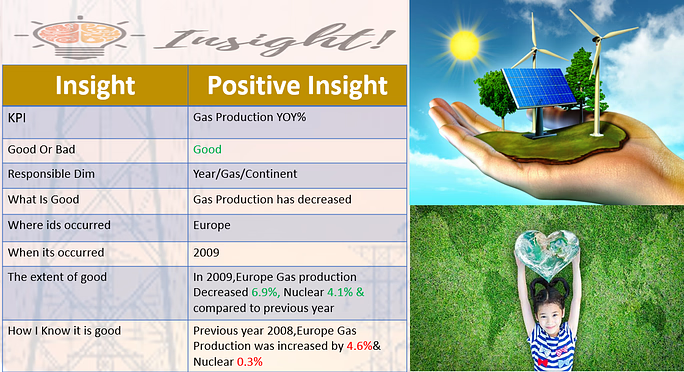 Insight!
Insight Positive Insight
KPI Gas Production YOY%
Good Or Bad Good
Responsible Dim Year/Gas/Continent
What Is Good Gas Production has decreased
Where ids occurred Europe
When its occurred 2009
The extent of good In 2009,Europe Gas production
Decreased 6.9%, Nuclear 4.1% &
compared to previous year
How I Know it is good Previous year 2008,Europe Gas
Production was increased by 4.6%&
Nuclear 0.3%